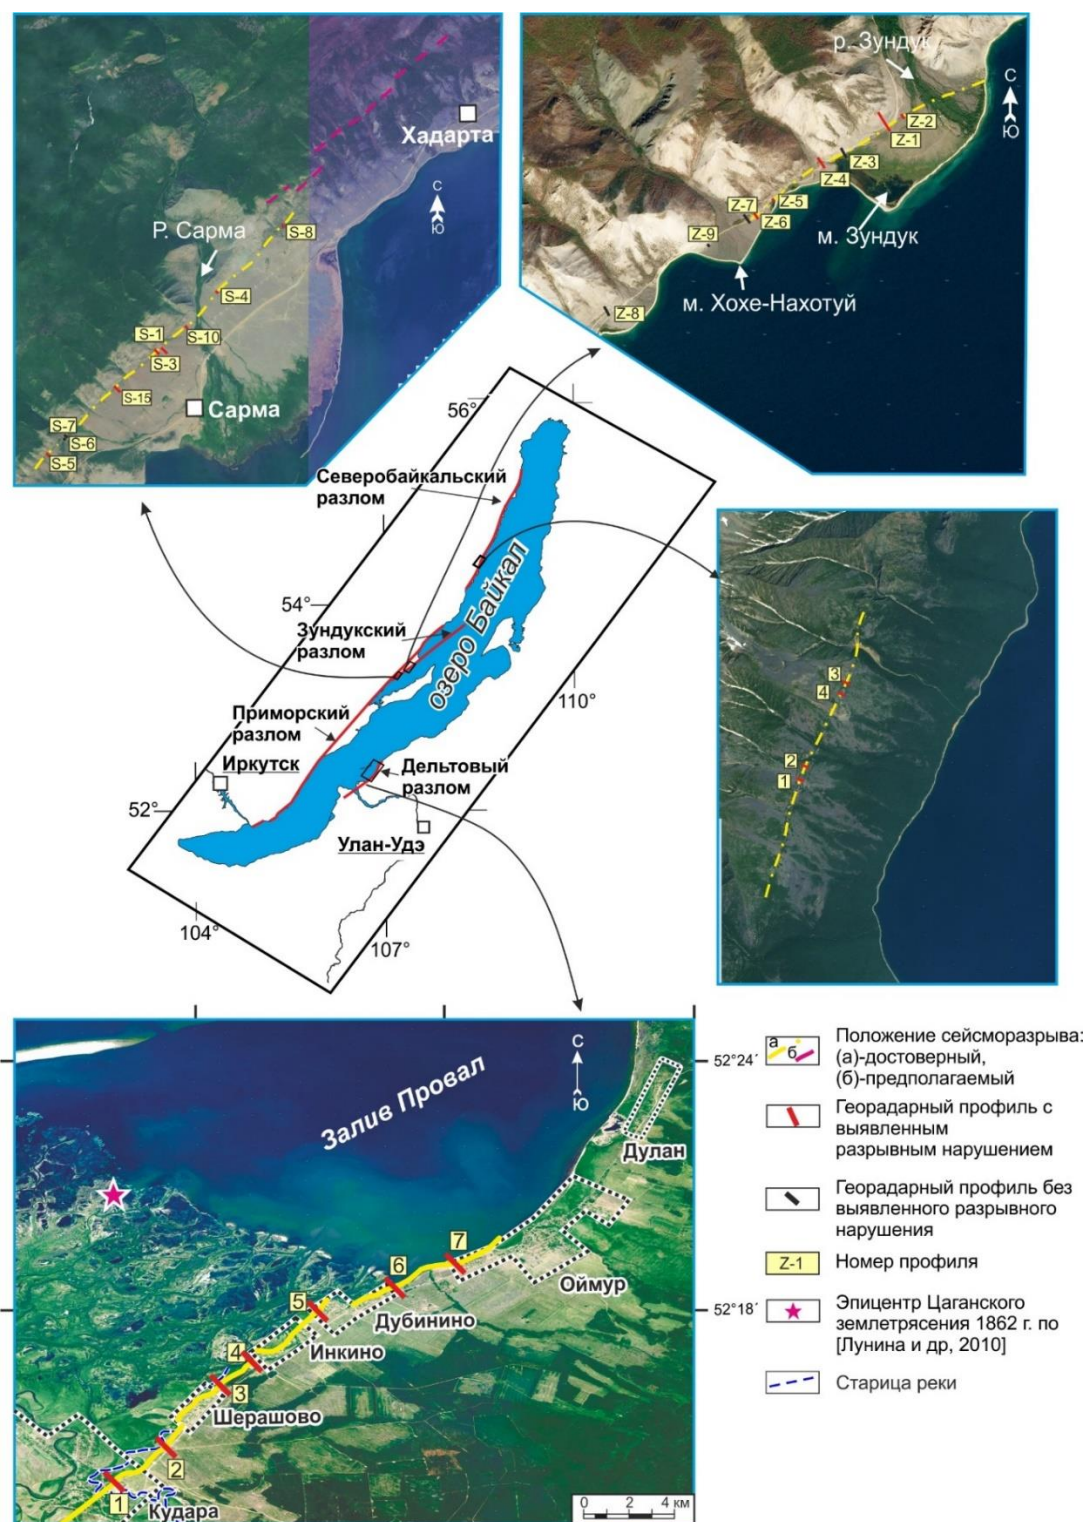 Хадарта
С
Ю
Р. Сарма
S-8
S-4
S-1
S-10
S-3
S-15
Сарма
S-7
S-6
S-5
р. Зундук
С
Ю
Z-2
Z-1
Z-3
Z-4
Z-5
Z-7
Z-6
Z-9
м. Зундук
м. Хохе-Нахотуй
Z-8
56°
Северобайкальский
разлом
54°
Зундукский
разлом
озеро Байкал
110°
Приморский
разлом
Иркутск
Дельтовый
разлом
52°
Улан-Удэ
104°
107°
3
4
2
1
С
Ю
Залив Провал
52°24´
Дулан
7
6
Оймур
5
52°18´
Дубинино
Инкино
4
3
Шерашово
2
1
Кудара
0 2 4 км
а б
Положение сейсморазрыва:
(а)-достоверный,
(б)-предполагаемый
Георадарный профиль с
выявленным
разрывным нарушением
Георадарный профиль без
выявленного разрывного
нарушения
Z-1
Номер профиля
Эпицентр Цаганского
землетрясения 1862 г. по
[Лунина и др, 2010]
Старица реки